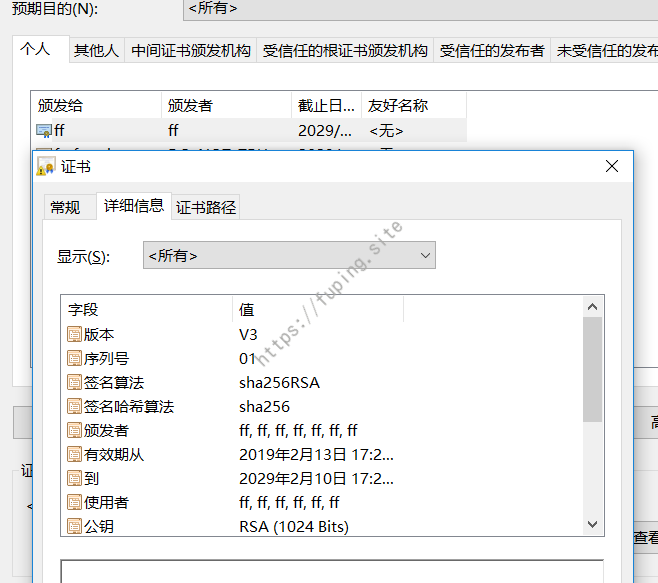 预期目的(N):
<所有>
个人
其他人
中间证书颁发机构
受信任的根证书颁发机构
受信任的发布者
未受信任的发布
颁发给
颁发者
截止日...
友好名称
ff
ff
2029/...
<无>
证书
常规
详细信息
证书路径
显示(S):
<所有>
字段
值
版本
V3
序列号
01
签名算法
sha256RSA
签名哈希算法
sha256
颁发者
ff, ff, ff, ff, ff, ff, ff
有效期从
2019年2月13日 17:2...
到
2029年2月10日 17:2...
使用者
ff, ff, ff, ff, ff, ff
公钥
RSA (1024 Bits)
https://fuping.site
证
查看